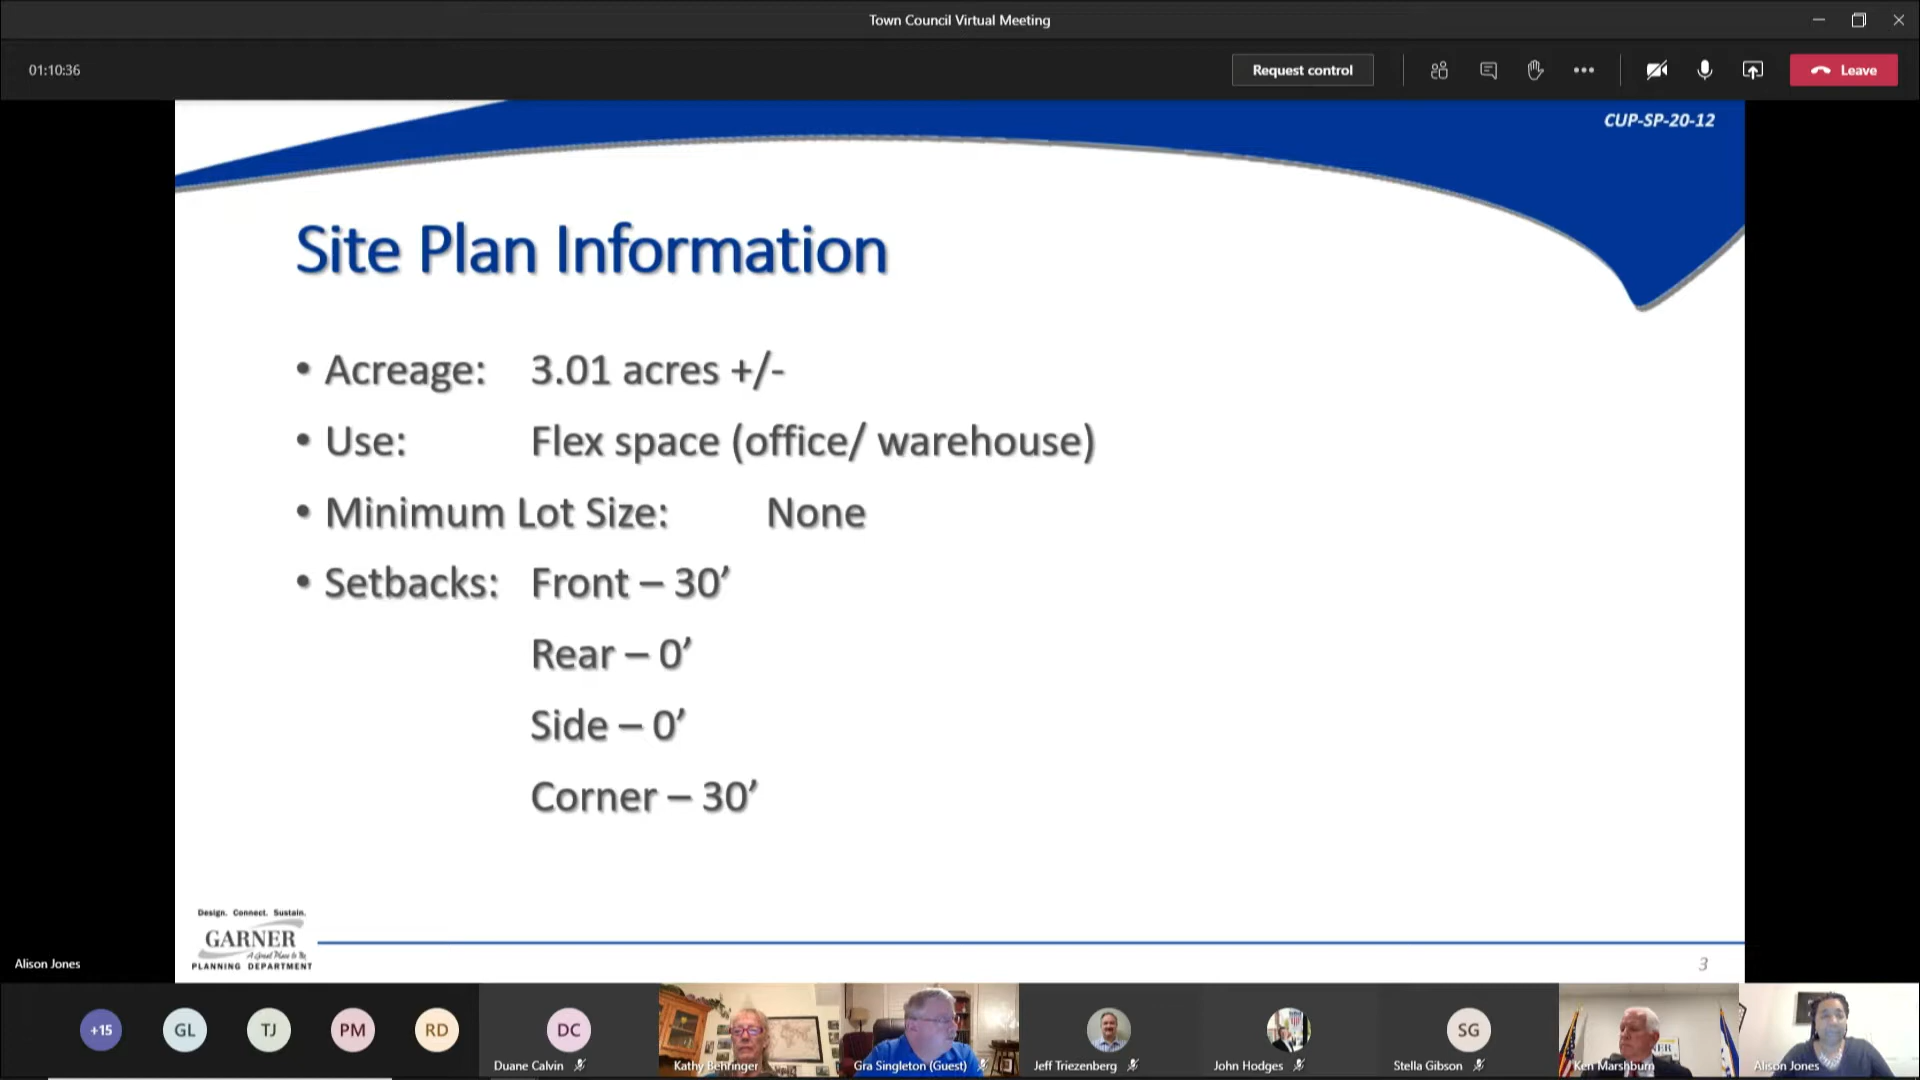 Town Council Virtual Meeting
01:10:36
Request control
Leave
CUP-SP-20-12
Site Plan Information
• Acreage: 3.01 acres +/-
• Use: Flex space (office/ warehouse)
• Minimum Lot Size: None
• Setbacks: Front – 30’
Rear – 0’
Side – 0’
Corner – 30’
Design. Connect. Sustain.
GARNER
A Great Place to Be
PLANNING DEPARTMENT
3
Alison Jones
+15
GL
TJ
PM
RD
DC
SG
Duane Calvin
Kathy Behringer
Gra Singleton (Guest)
Jeff Triezenberg
John Hodges
Stella Gibson
Ken Marshburn
Alison Jones